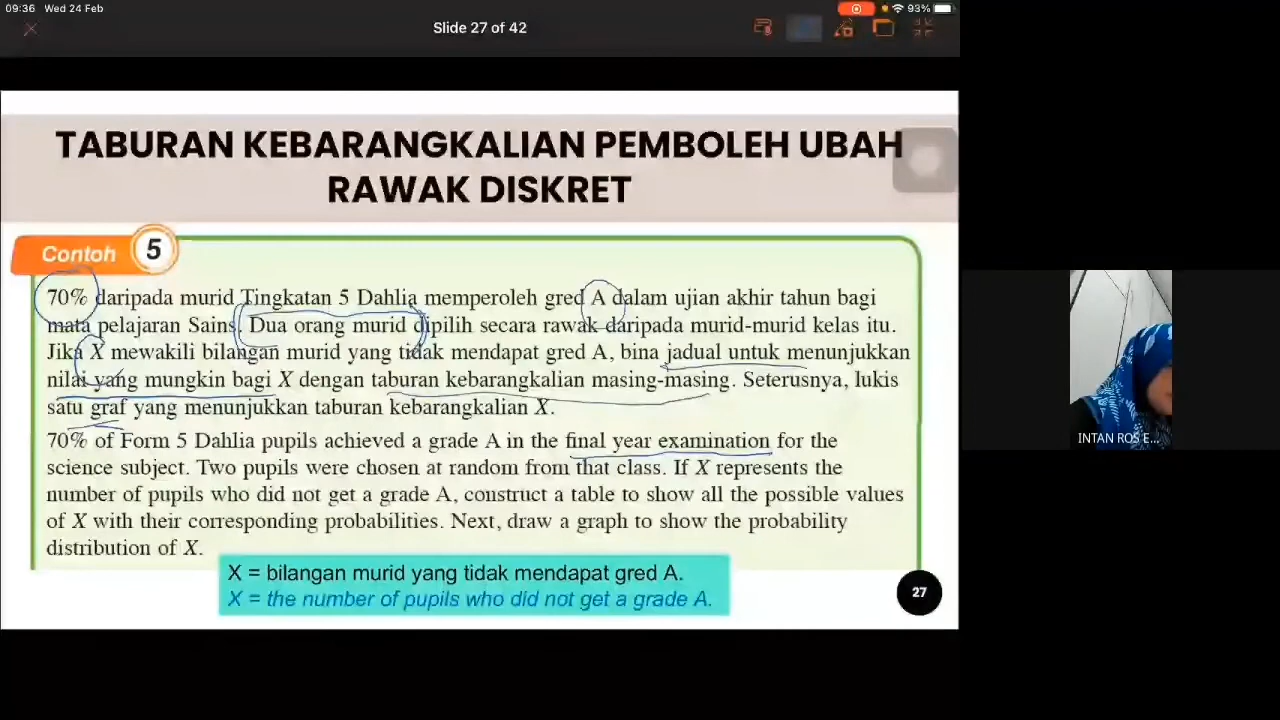 09:36 Wed 24 Feb
93%
Slide 27 of 42
TABURAN KEBARANGKALIAN PEMBOLEH UBAH
RAWAK DISKRET
Contoh 5
70% daripada murid Tingkatan 5 Dahlia memperoleh gred A dalam ujian akhir tahun bagi
mata pelajaran Sains. Dua orang murid dipilih secara rawak daripada murid-murid kelas itu.
Jika X mewakili bilangan murid yang tidak mendapat gred A, bina jadual untuk menunjukkan
nilai yang mungkin bagi X dengan taburan kebarangkalian masing-masing. Seterusnya, lukis
satu graf yang menunjukkan taburan kebarangkalian X.
70% of Form 5 Dahlia pupils achieved a grade A in the final year examination for the
science subject. Two pupils were chosen at random from that class. If X represents the
number of pupils who did not get a grade A, construct a table to show all the possible values
of X with their corresponding probabilities. Next, draw a graph to show the probability
distribution of X.
X = bilangan murid yang tidak mendapat gred A.
X = the number of pupils who did not get a grade A.
27
INTAN ROS E...